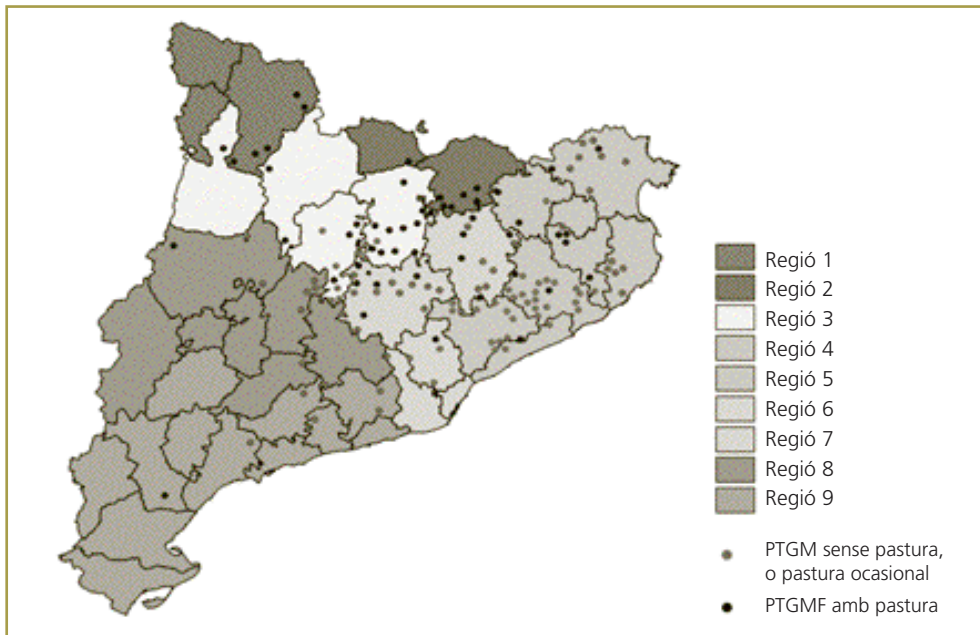 Regió 1
Regió 2
Regió 3
Regió 4
Regió 5
Regió 6
Regió 7
Regió 8
Regió 9
PTGM sense pastura,
o pastura ocasional
PTGMF amb pastura